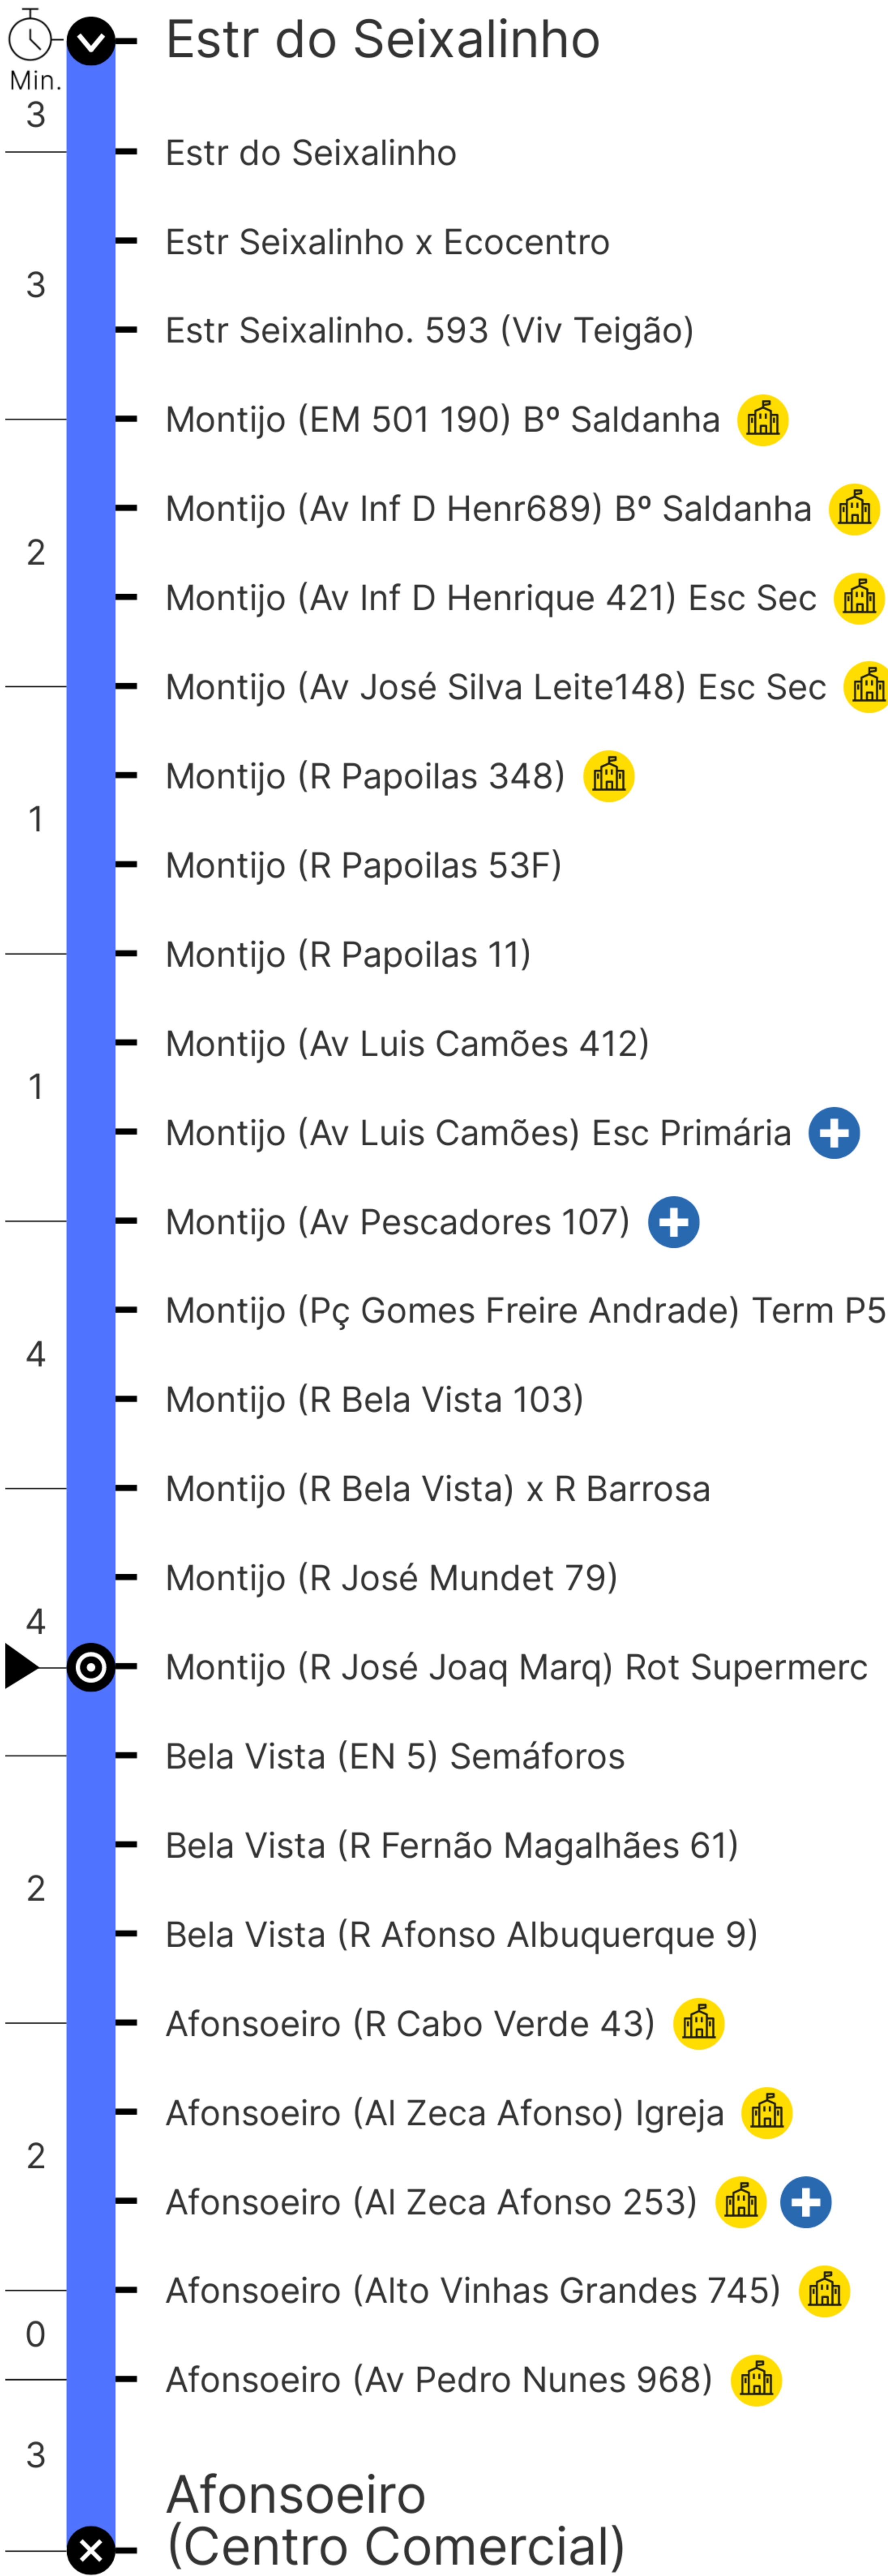 Estr do Seixalinho
Min.
3
Estr do Seixalinho
Estr Seixalinho x Ecocentro
3
Estr Seixalinho. 593 (Viv Teigão)
Montijo (EM 501 190) Bº Saldanha
Montijo (Av Inf D Henr689) Bº Saldanha
2
Montijo (Av Inf D Henrique 421) Esc Sec
Montijo (Av José Silva Leite148) Esc Sec
Montijo (R Papoilas 348)
1
Montijo (R Papoilas 53F)
Montijo (R Papoilas 11)
Montijo (Av Luis Camões 412)
1
Montijo (Av Luis Camões) Esc Primária
Montijo (Av Pescadores 107)
Montijo (Pç Gomes Freire Andrade) Term P5
4
Montijo (R Bela Vista 103)
Montijo (R Bela Vista) x R Barrosa
Montijo (R José Mundet 79)
4
Montijo (R José Joaq Marq) Rot Supermerc
Bela Vista (EN 5) Semáforos
Bela Vista (R Fernão Magalhães 61)
2
Bela Vista (R Afonso Albuquerque 9)
Afonsoeiro (R Cabo Verde 43)
Afonsoeiro (Al Zeca Afonso) Igreja
2
Afonsoeiro (Al Zeca Afonso 253)
Afonsoeiro (Alto Vinhas Grandes 745)
0
Afonsoeiro (Av Pedro Nunes 968)
3
Afonsoeiro
(Centro Comercial)